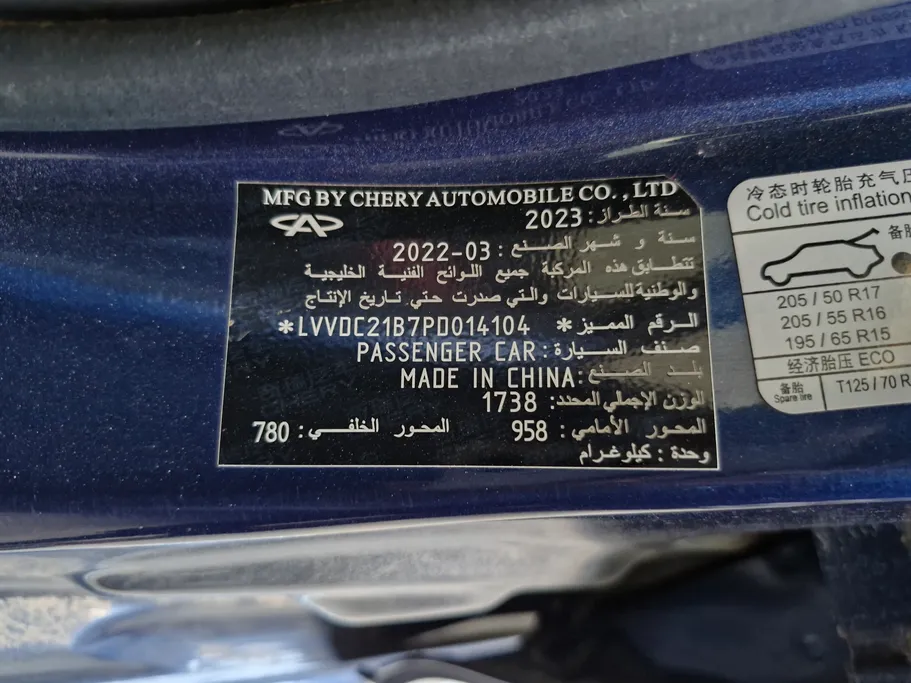 MFG BY CHERY AUTOMOBILE CO. , LTD
سنة الطراز : 2023
سنة و شهر الصنع : 2022-03
تتطابق هذه المركبة جميع اللوائح الفنية الخليجية
والوطنية للسيارات والتي صدرت حتي تاريخ الإنتاج
الرقم المميز * LVVDC21B7PD014104*
صنف السيارة : PASSENGER CAR
بلد الصنع : MADE IN CHINA
الوزن الإجمالي المحدد : 1738
المحور الأمامي : 958 المحور الخلفي : 780
وحدة : كيلوغرام
冷态时轮胎充气压
Cold tire inflation
备胎
205 / 50 R17
205 / 55 R16
195 / 65 R15
经济胎压 ECO
备胎
Spare tire
T125 / 70 R